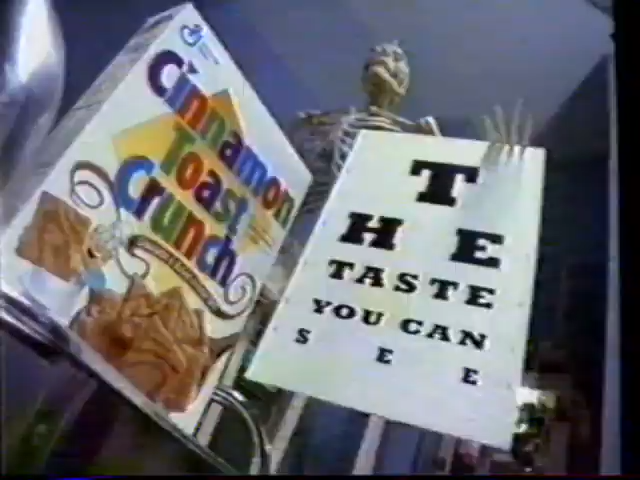 Cinnamon
Toast
Crunch
T
H E
TASTE
YOU CAN
S E E